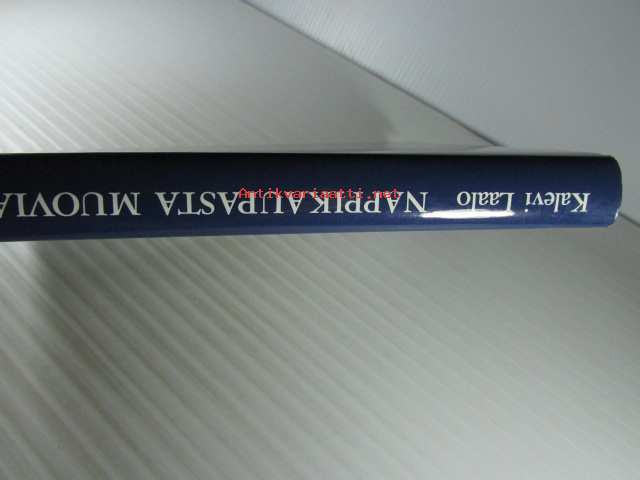 Kalevi Laalo NAPPIKAUPASTA MUOVIA
Antikvariaatti.net